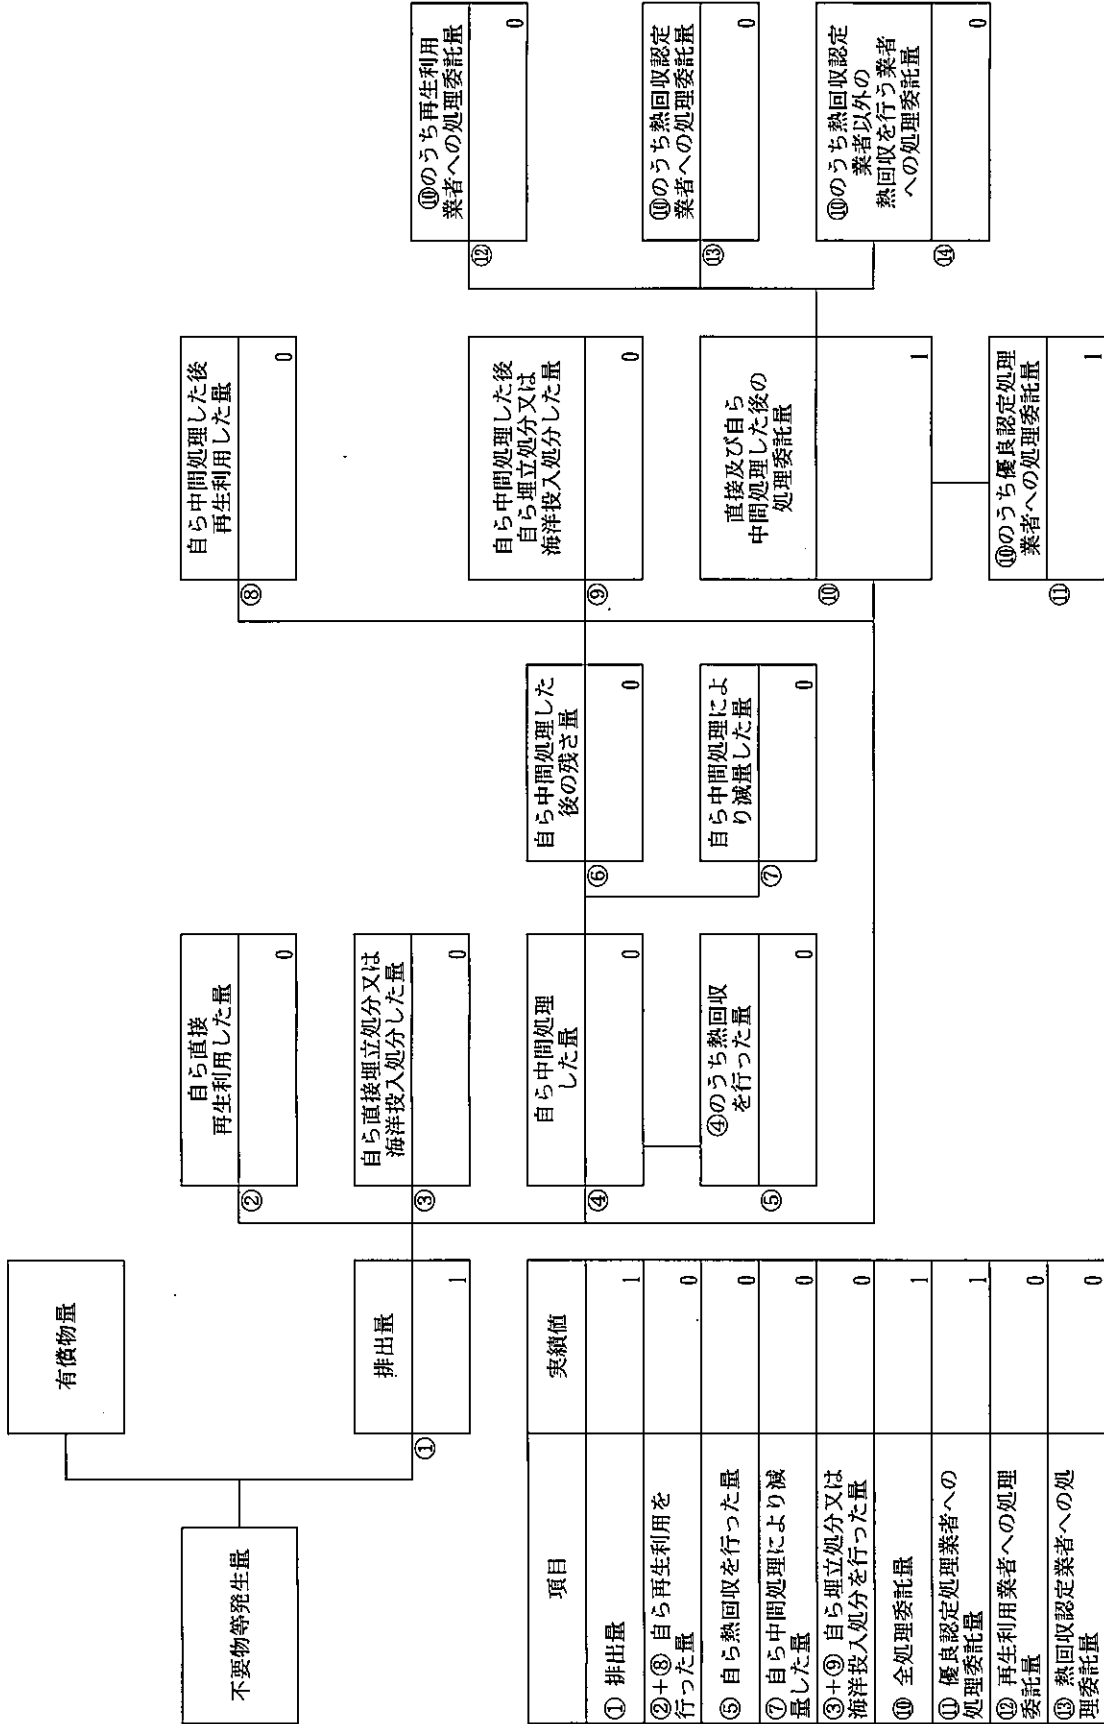 不要物等発生量
有償物量
①
排出量
1
②
自ら直接
再生利用した量
0
③
自ら直接埋立処分又は
海洋投入処分した量
0
④
自ら中間処理
した量
0
⑤
④のうち熱回収
を行った量
0
⑥
自ら中間処理した
後の残さ量
0
⑦
自ら中間処理によ
り減量した量
0
⑧
自ら中間処理した後
再生利用した量
0
⑨
自ら中間処理した後
自ら埋立処分又は
海洋投入処分した量
0
⑩
直接及び自ら
中間処理した後の
処理委託量
1
⑪
⑩のうち優良認定処理
業者への処理委託量
1
⑫
⑩のうち再生利用
業者への処理委託量
0
⑬
⑩のうち熱回収認定
業者への処理委託量
0
⑭
⑩のうち熱回収認定
業者以外の
熱回収を行う業者
への処理委託量
0
項目 実績値
① 排出量 1
②+⑧ 自ら再生利用を
行った量 0
⑤ 自ら熱回収を行った量 0
⑦ 自ら中間処理により減
量した量 0
③+⑨ 自ら埋立処分又は
海洋投入処分を行った量 0
⑩ 全処理委託量 1
⑪ 優良認定処理業者への
処理委託量 1
⑫ 再生利用業者への処理
委託量 0
⑬ 熱回収認定業者への処
理委託量 0